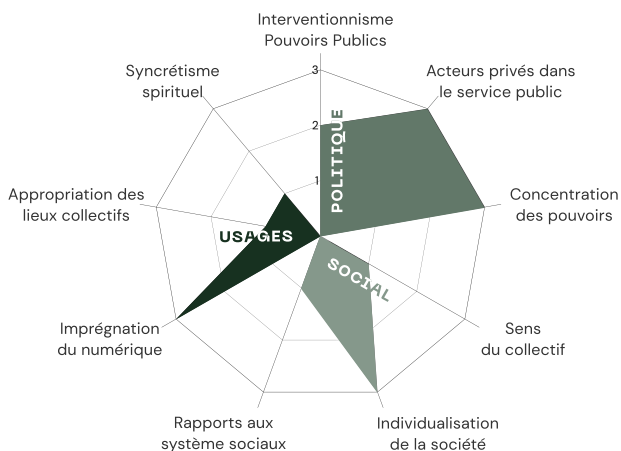 Interventionnisme
Pouvoirs Publics
Syncrétisme
spirituel
Acteurs privés dans
le service public
3
2
1
POLITIQUE
Appropriation des
lieux collectifs
Concentration
des pouvoirs
USAGES
SOCIAL
Imprégnation
du numérique
Sens
du collectif
Rapports aux
système sociaux
Individualisation
de la société